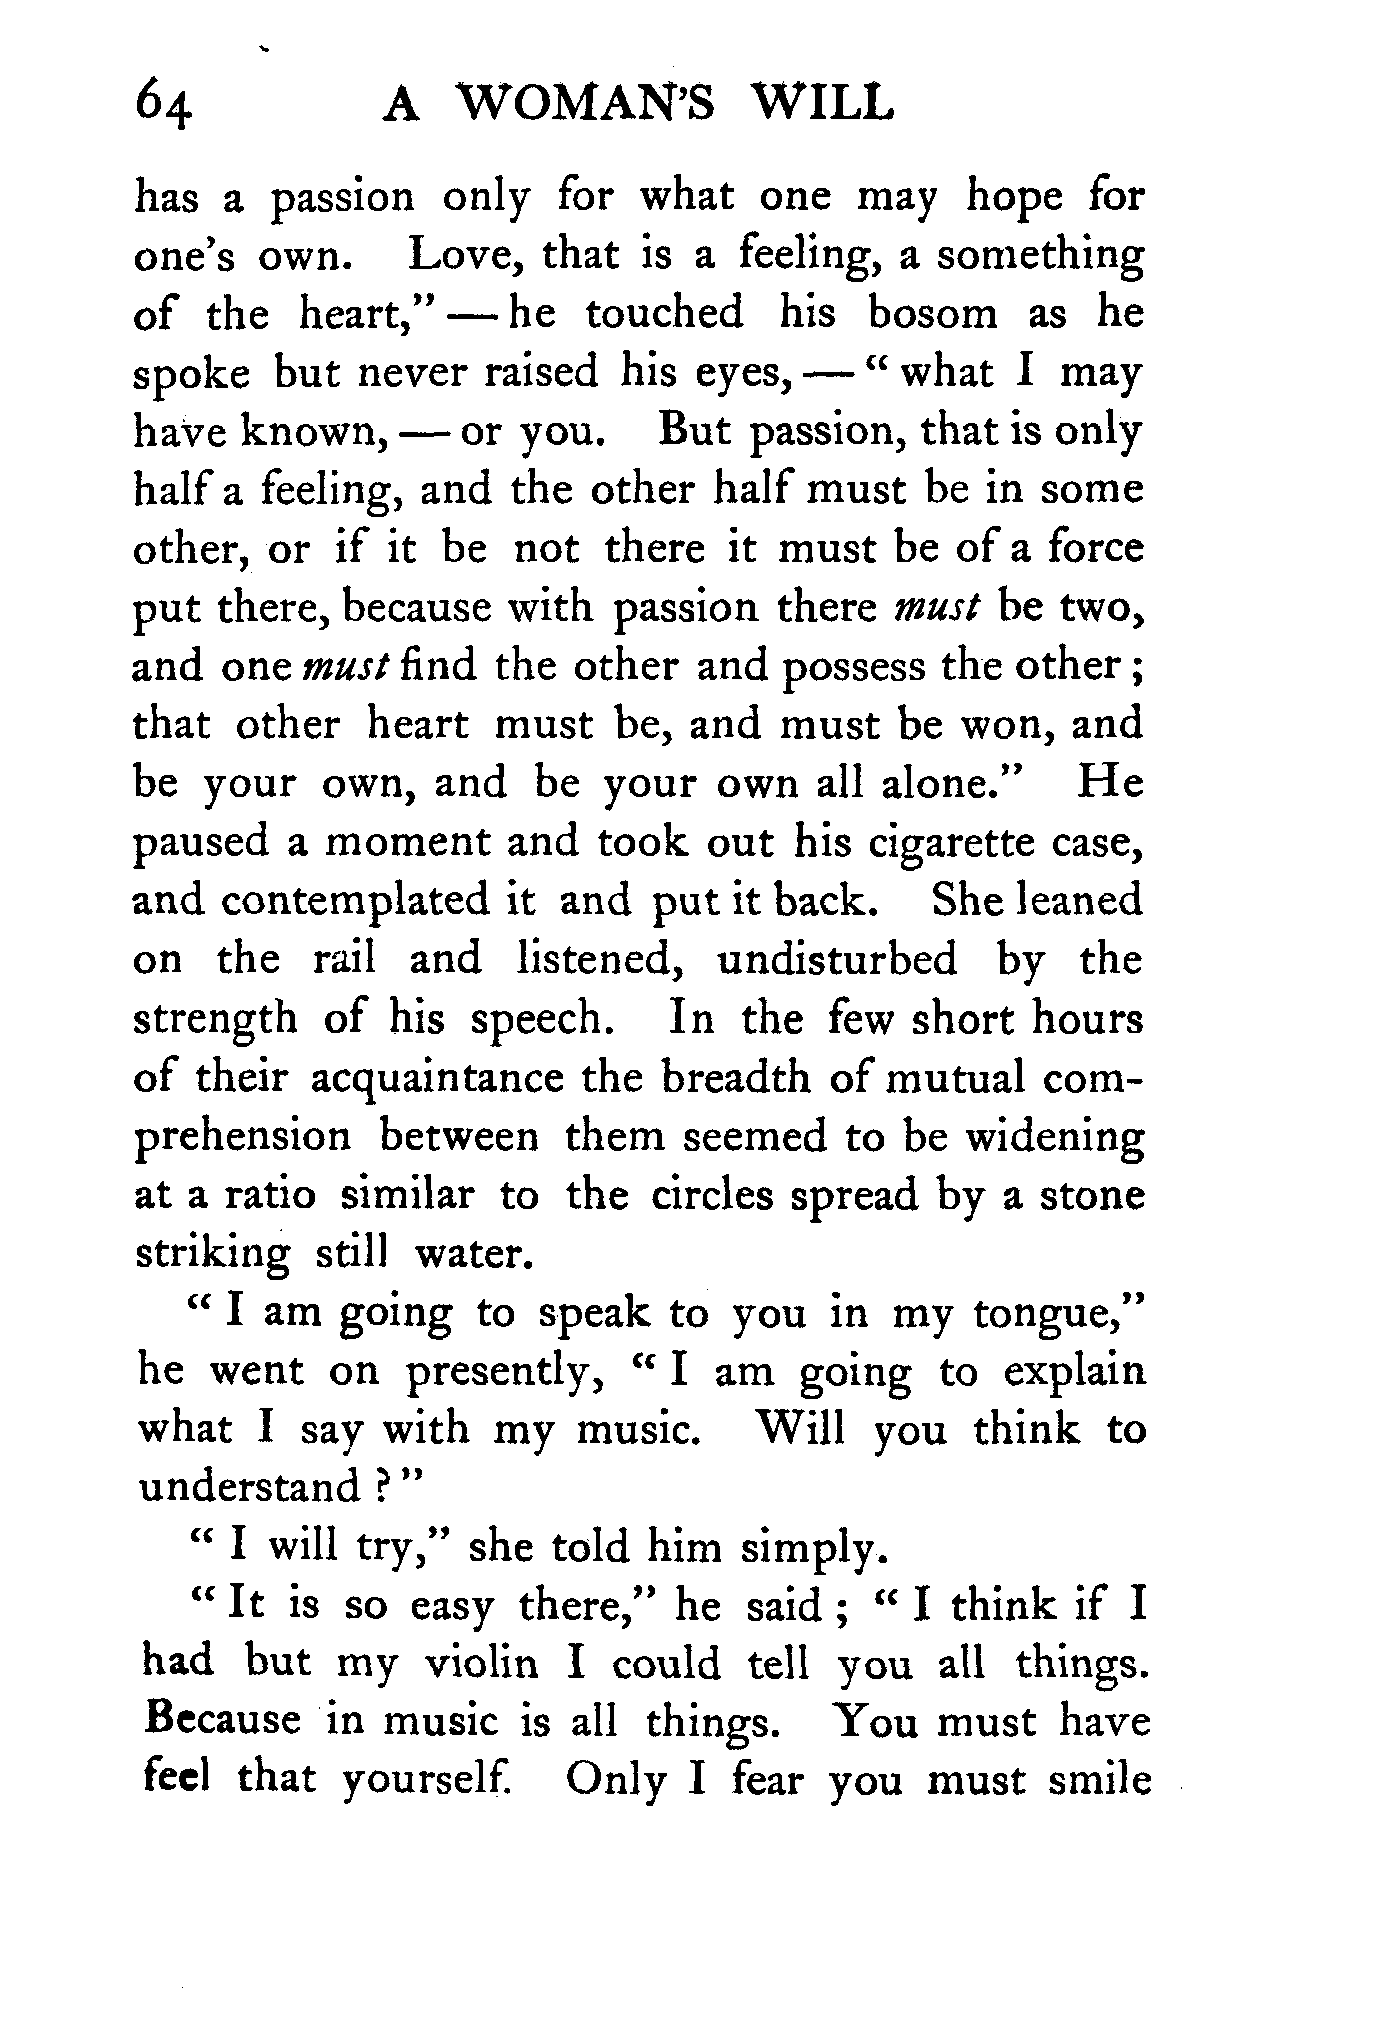 64 A WOMAN'S WILL
has a passion only for what one may hope for
one's own. Love, that is a feeling, a something
of the heart,” — he touched his bosom as he
spoke but never raised his eyes, — “ what I may
have known, — or you. But passion, that is only
half a feeling, and the other half must be in some
other, or if it be not there it must be of a force
put there, because with passion there must be two,
and one must find the other and possess the other ;
that other heart must be, and must be won, and
be your own, and be your own all alone.” He
paused a moment and took out his cigarette case,
and contemplated it and put it back. She leaned
on the rail and listened, undisturbed by the
strength of his speech. In the few short hours
of their acquaintance the breadth of mutual com-
prehension between them seemed to be widening
at a ratio similar to the circles spread by a stone
striking still water.
“ I am going to speak to you in my tongue,”
he went on presently, “ I am going to explain
what I say with my music. Will you think to
understand ? ”
“ I will try,” she told him simply.
“ It is so easy there,” he said ; “ I think if I
had but my violin I could tell you all things.
Because in music is all things. You must have
feel that yourself. Only I fear you must smile